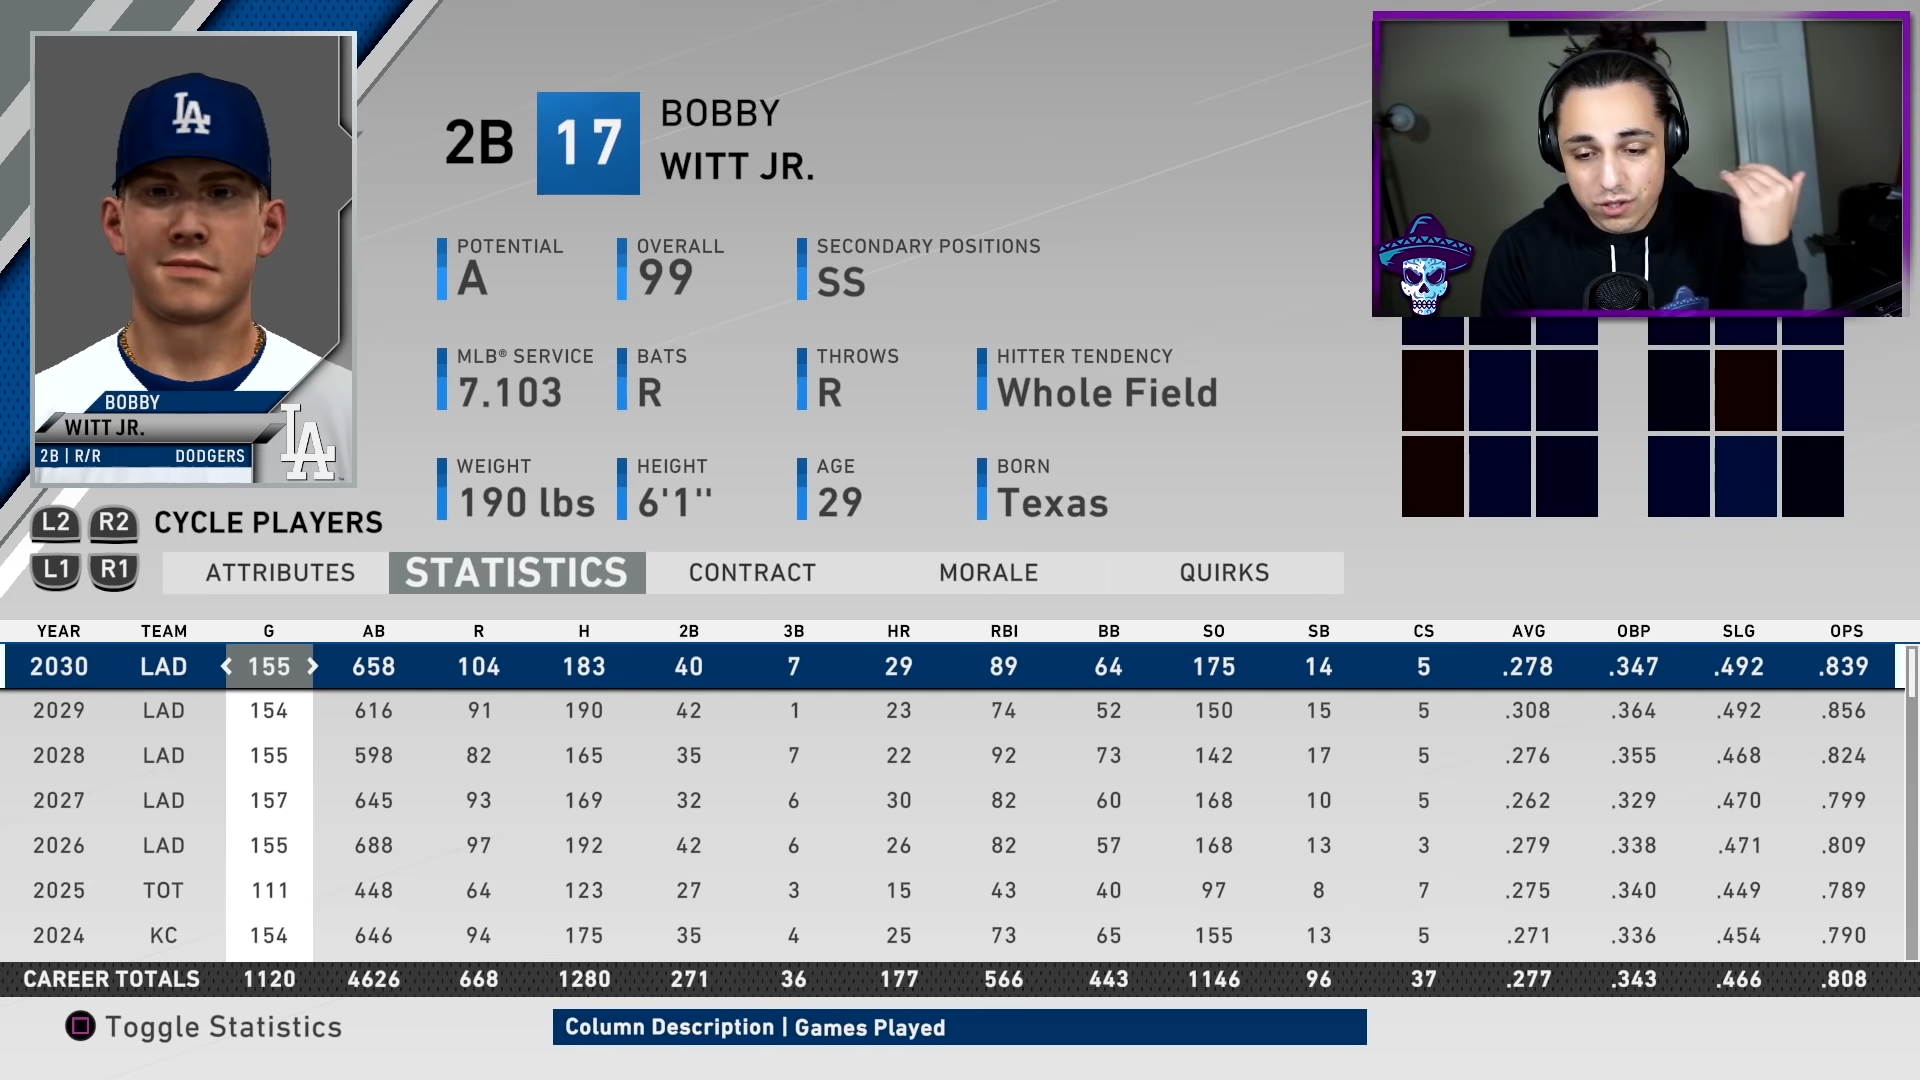 LA
2B 17 BOBBY
WITT JR.
POTENTIAL OVERALL SECONDARY POSITIONS
A 99 SS
MLB® SERVICE BATS THROWS HITTER TENDENCY
7.103 R R Whole Field
WEIGHT HEIGHT AGE BORN
190 lbs 6'1" 29 Texas
BOBBY
WITT JR.
2B | R/R DODGERS
LA
L2 R2 CYCLE PLAYERS
L1 R1
ATTRIBUTES STATISTICS CONTRACT MORALE QUIRKS
YEAR TEAM G AB R H 2B 3B HR RBI BB SO SB CS AVG OBP SLG OPS
2030 LAD < 155 > 658 104 183 40 7 29 89 64 175 14 5 .278 .347 .492 .839
2029 LAD 154 616 91 190 42 1 23 74 52 150 15 5 .308 .364 .492 .856
2028 LAD 155 598 82 165 35 7 22 92 73 142 17 5 .276 .355 .468 .824
2027 LAD 157 645 93 169 32 6 30 82 60 168 10 5 .262 .329 .470 .799
2026 LAD 155 688 97 192 42 6 26 82 57 168 13 3 .279 .338 .471 .809
2025 TOT 111 448 64 123 27 3 15 43 40 97 8 7 .275 .340 .449 .789
2024 KC 154 646 94 175 35 4 25 73 65 155 13 5 .271 .336 .454 .790
CAREER TOTALS 1120 4626 668 1280 271 36 177 566 443 1146 96 37 .277 .343 .466 .808
Toggle Statistics
Column Description | Games Played